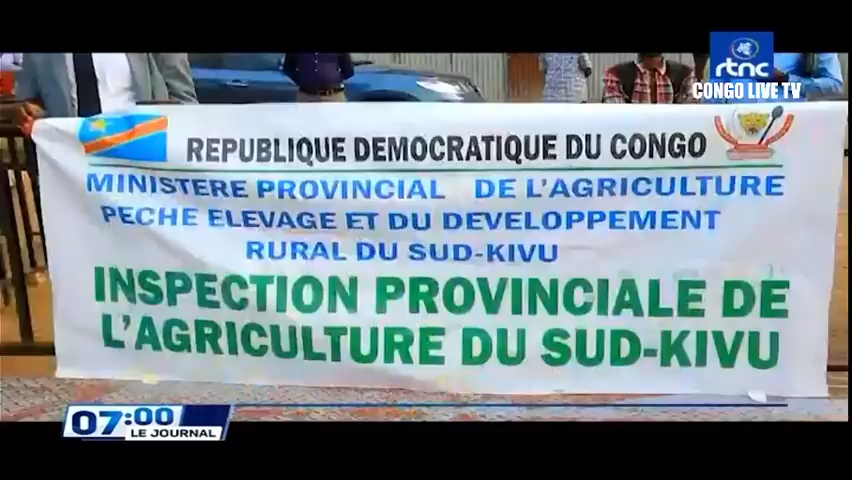 rtnc
CONGO LIVE TV
REPUBLIQUE DEMOCRATIQUE DU CONGO
MINISTERE PROVINCIAL DE L'AGRICULTURE
PECHE ELEVAGE ET DU DEVELOPPEMENT
RURAL DU SUD-KIVU
INSPECTION PROVINCIALE DE
L'AGRICULTURE DU SUD-KIVU
07:00
LE JOURNAL